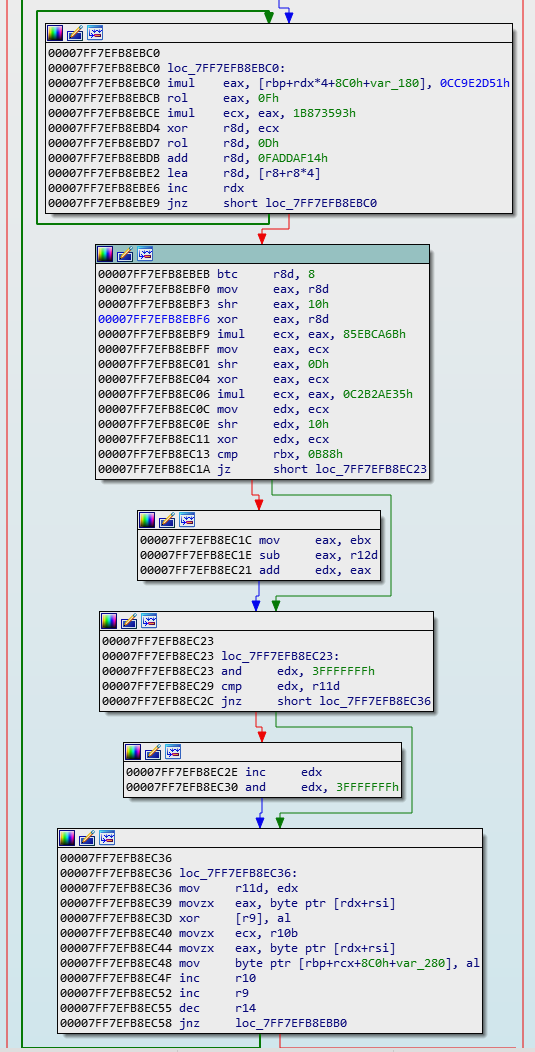 00007FF7EFB8EBC0
00007FF7EFB8EBC0 loc_7FF7EFB8EBC0:
00007FF7EFB8EBC0 imul eax, [rbp+rdx*4+8C0h+var_180], 0CC9E2D51h
00007FF7EFB8EBCB rol eax, 0Fh
00007FF7EFB8EBCE imul ecx, eax, 1B873593h
00007FF7EFB8EBD4 xor r8d, ecx
00007FF7EFB8EBD7 rol r8d, 0Dh
00007FF7EFB8EBDB add r8d, 0FADDAF14h
00007FF7EFB8EBE2 lea r8d, [r8+r8*4]
00007FF7EFB8EBE6 inc rdx
00007FF7EFB8EBE9 jnz short loc_7FF7EFB8EBC0
00007FF7EFB8EBEB btc r8d, 8
00007FF7EFB8EBF0 mov eax, r8d
00007FF7EFB8EBF3 shr eax, 10h
00007FF7EFB8EBF6 xor eax, r8d
00007FF7EFB8EBF9 imul ecx, eax, 85EBCA6Bh
00007FF7EFB8EBFF mov eax, ecx
00007FF7EFB8EC01 shr eax, 0Dh
00007FF7EFB8EC04 xor eax, ecx
00007FF7EFB8EC06 imul ecx, eax, 0C2B2AE35h
00007FF7EFB8EC0C mov edx, ecx
00007FF7EFB8EC0E shr edx, 10h
00007FF7EFB8EC11 xor edx, ecx
00007FF7EFB8EC13 cmp rbx, 0B88h
00007FF7EFB8EC1A jz short loc_7FF7EFB8EC23
00007FF7EFB8EC1C mov eax, ebx
00007FF7EFB8EC1E sub eax, r12d
00007FF7EFB8EC21 add edx, eax
00007FF7EFB8EC23
00007FF7EFB8EC23 loc_7FF7EFB8EC23:
00007FF7EFB8EC23 and edx, 3FFFFFFFh
00007FF7EFB8EC29 cmp edx, r11d
00007FF7EFB8EC2C jnz short loc_7FF7EFB8EC36
00007FF7EFB8EC2E inc edx
00007FF7EFB8EC30 and edx, 3FFFFFFFh
00007FF7EFB8EC36
00007FF7EFB8EC36 loc_7FF7EFB8EC36:
00007FF7EFB8EC36 mov r11d, edx
00007FF7EFB8EC39 movzx eax, byte ptr [rdx+rsi]
00007FF7EFB8EC3D xor [r9], al
00007FF7EFB8EC40 movzx ecx, r10b
00007FF7EFB8EC44 movzx eax, byte ptr [rdx+rsi]
00007FF7EFB8EC48 mov byte ptr [rbp+rcx+8C0h+var_280], al
00007FF7EFB8EC4F inc r10
00007FF7EFB8EC52 inc r9
00007FF7EFB8EC55 dec r14
00007FF7EFB8EC58 jnz loc_7FF7EFB8EBB0